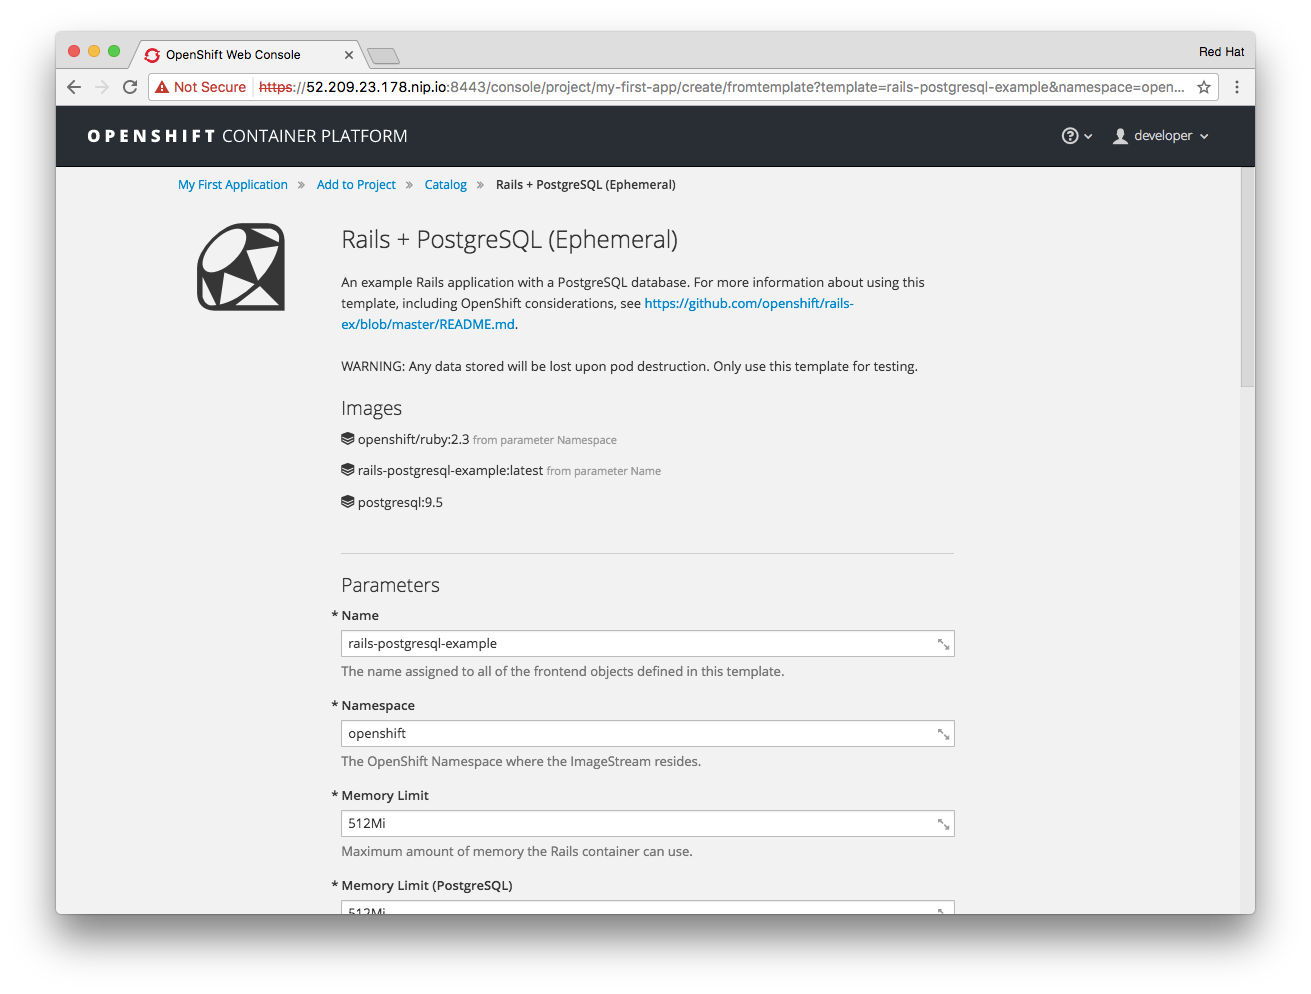 OpenShift Web Console
Red Hat
Not Secure https://52.209.23.178.nip.io:8443/console/project/my-first-app/create/fromtemplate?template=rails-postgresql-example&namespace=open...
OPENSHIFT CONTAINER PLATFORM
developer
My First Application » Add to Project » Catalog » Rails + PostgreSQL (Ephemeral)
Rails + PostgreSQL (Ephemeral)
An example Rails application with a PostgreSQL database. For more information about using this
template, including OpenShift considerations, see https://github.com/openshift/rails-
ex/blob/master/README.md.
WARNING: Any data stored will be lost upon pod destruction. Only use this template for testing.
Images
openshift/ruby:2.3 from parameter Namespace
rails-postgresql-example:latest from parameter Name
postgresql:9.5
Parameters
* Name
rails-postgresql-example
The name assigned to all of the frontend objects defined in this template.
* Namespace
openshift
The OpenShift Namespace where the ImageStream resides.
* Memory Limit
512Mi
Maximum amount of memory the Rails container can use.
* Memory Limit (PostgreSQL)
512Mi